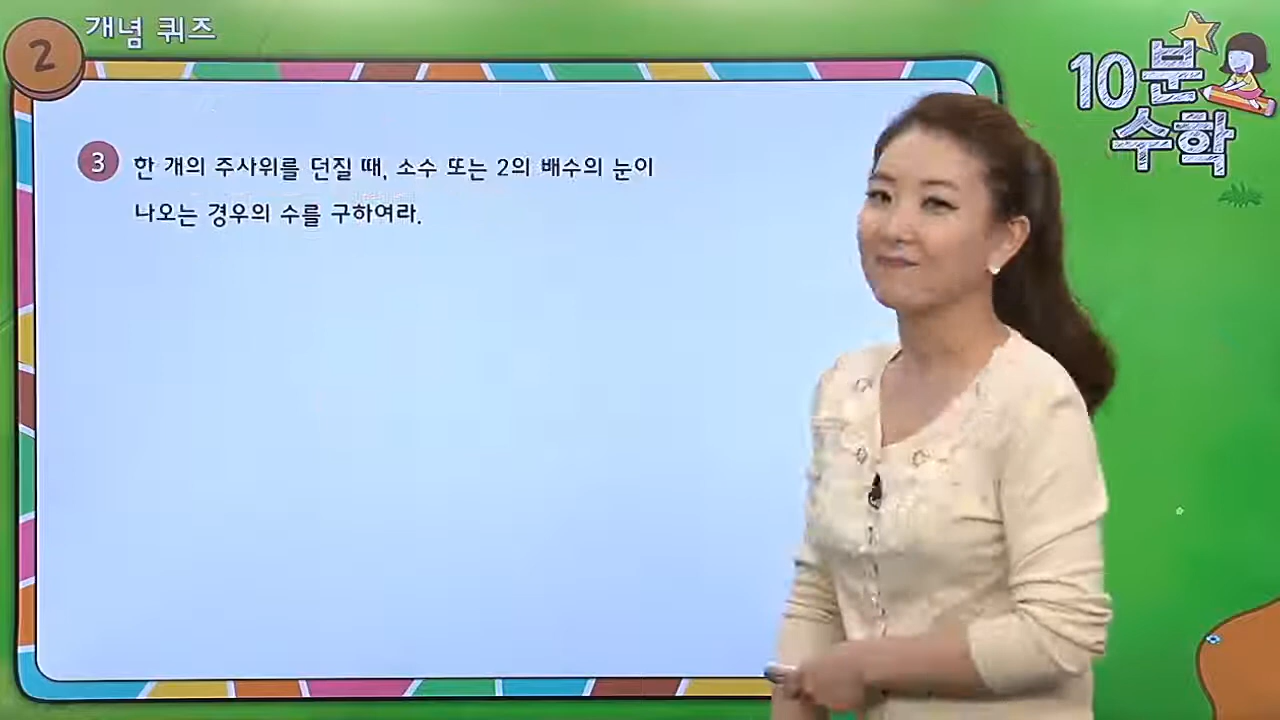 2 개념 퀴즈
10분
수학
3 한 개의 주사위를 던질 때, 소수 또는 2의 배수의 눈이
나오는 경우의 수를 구하여라.